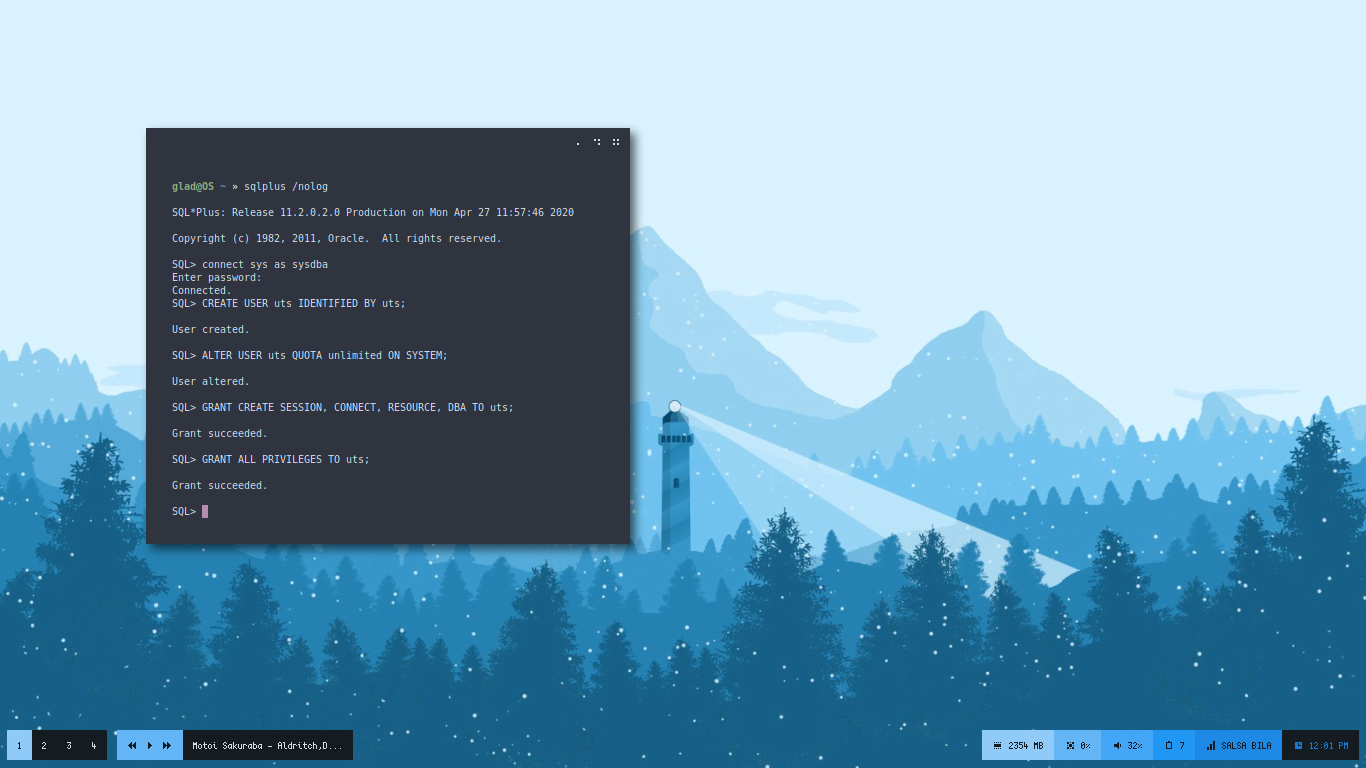 glad@OS ~ » sqlplus /nolog
SQL*Plus: Release 11.2.0.2.0 Production on Mon Apr 27 11:57:46 2020
Copyright (c) 1982, 2011, Oracle.  All rights reserved.
SQL> connect sys as sysdba
Enter password:
Connected.
SQL> CREATE USER uts IDENTIFIED BY uts;
User created.
SQL> ALTER USER uts QUOTA unlimited ON SYSTEM;
User altered.
SQL> GRANT CREATE SESSION, CONNECT, RESOURCE, DBA TO uts;
Grant succeeded.
SQL> GRANT ALL PRIVILEGES TO uts;
Grant succeeded.
SQL>
1 2 3 4 Motoi Sakuraba - Aldritch,D... 2354 MB 0% 32% 7 SALSA BILA 12:01 PM